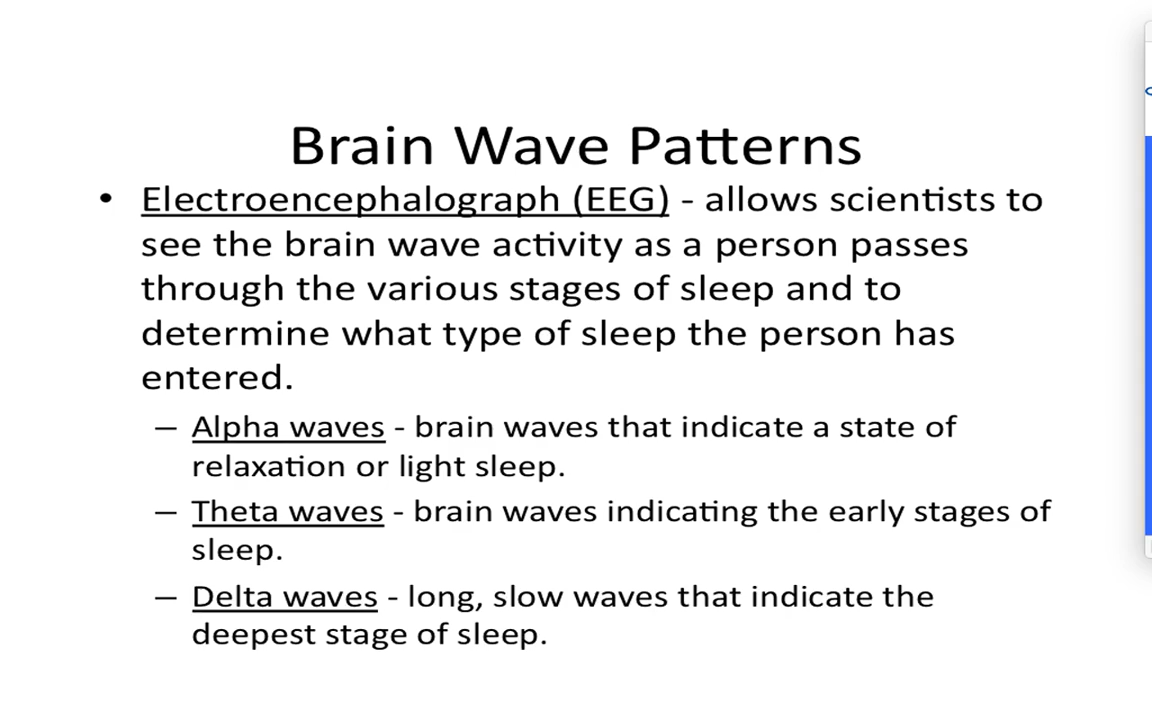 Brain Wave Patterns
• Electroencephalograph (EEG) - allows scientists to
see the brain wave activity as a person passes
through the various stages of sleep and to
determine what type of sleep the person has
entered.
– Alpha waves - brain waves that indicate a state of
relaxation or light sleep.
– Theta waves - brain waves indicating the early stages of
sleep.
– Delta waves - long, slow waves that indicate the
deepest stage of sleep.